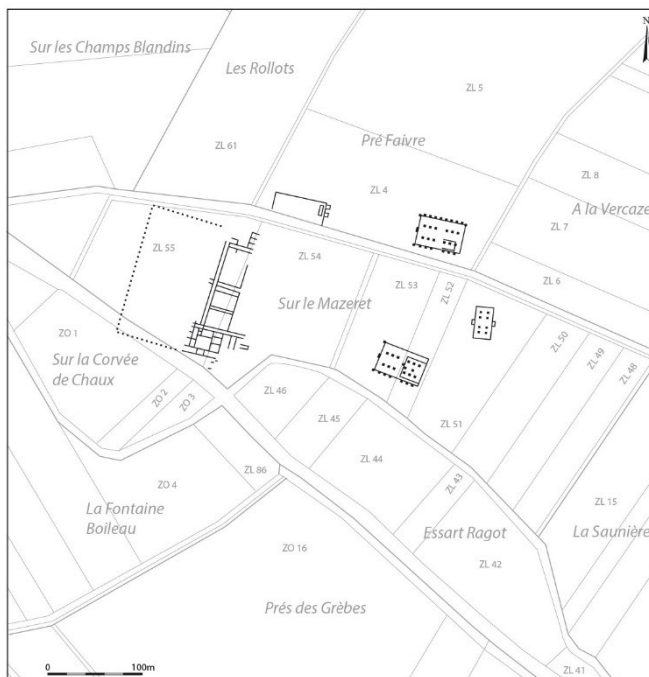 N
Sur les Champs Blandins
Les Rollots
ZL 5
Pré Faivre
ZL 61
ZL 4
ZL 8
A la Vercaze
ZL 7
ZL 55
ZL 54
ZL 53
ZL 52
ZL 6
Sur le Mazeret
ZO 1
Sur la Corvée
de Chaux
ZL 50
ZL 49
ZL 48
ZO 2
ZO 3
ZL 46
ZL 45
ZL 51
ZL 44
ZO 4
ZL 86
ZL 43
La Fontaine
Boileau
ZL 15
Essart Ragot
La Saunière
ZO 16
ZL 42
Prés des Grèbes
0
100m
ZL 41